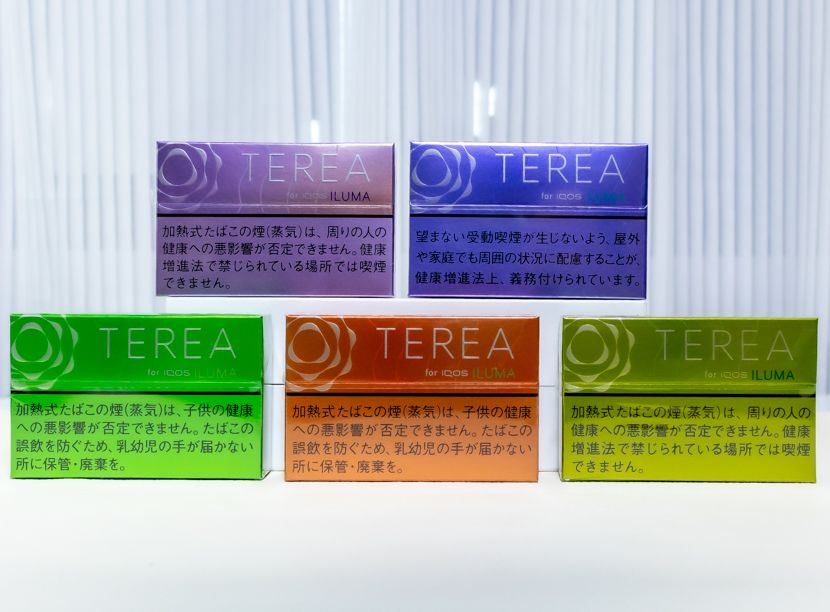 TEREA
for IQOS ILUMA
加熱式たばこの煙(蒸気)は、周りの人の
健康への悪影響が否定できません。健康
増進法で禁じられている場所では喫煙
できません。
TEREA
for IQOS ILUMA
望まない受動喫煙が生じないよう、屋外
や家庭でも周囲の状況に配慮することが、
健康増進法上、義務付けられています。
TEREA
for IQOS ILUMA
加熱式たばこの煙(蒸気)は、子供の健康
への悪影響が否定できません。たばこの
誤飲を防ぐため、乳幼児の手が届かない
所に保管・廃棄を。
TEREA
for IQOS ILUMA
加熱式たばこの煙(蒸気)は、子供の健康
への悪影響が否定できません。たばこの
誤飲を防ぐため、乳幼児の手が届かない
所に保管・廃棄を。
TEREA
for IQOS ILUMA
加熱式たばこの煙(蒸気)は、周りの人の
健康への悪影響が否定できません。健康
増進法で禁じられている場所では喫煙
できません。